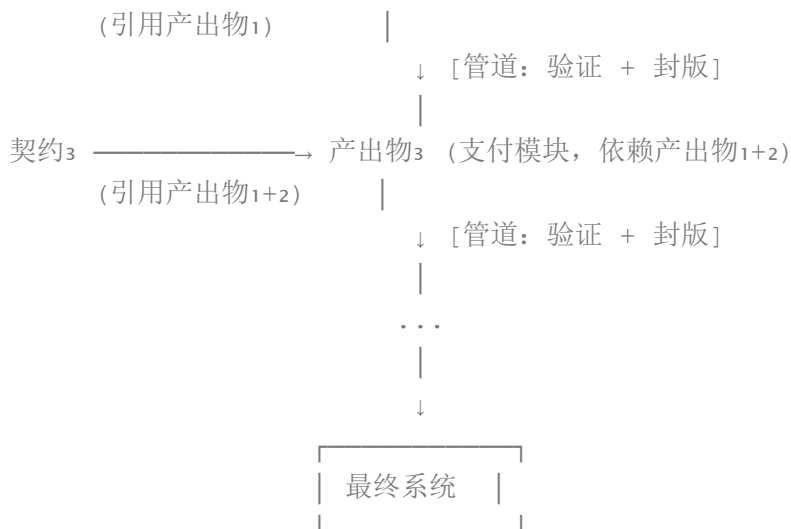 (引用产出物₁)
↓ [管道：验证 + 封版]
契约₃ → 产出物₃ (支付模块，依赖产出物₁+₂)
(引用产出物₁+₂)
↓ [管道：验证 + 封版]
...
↓
最终系统